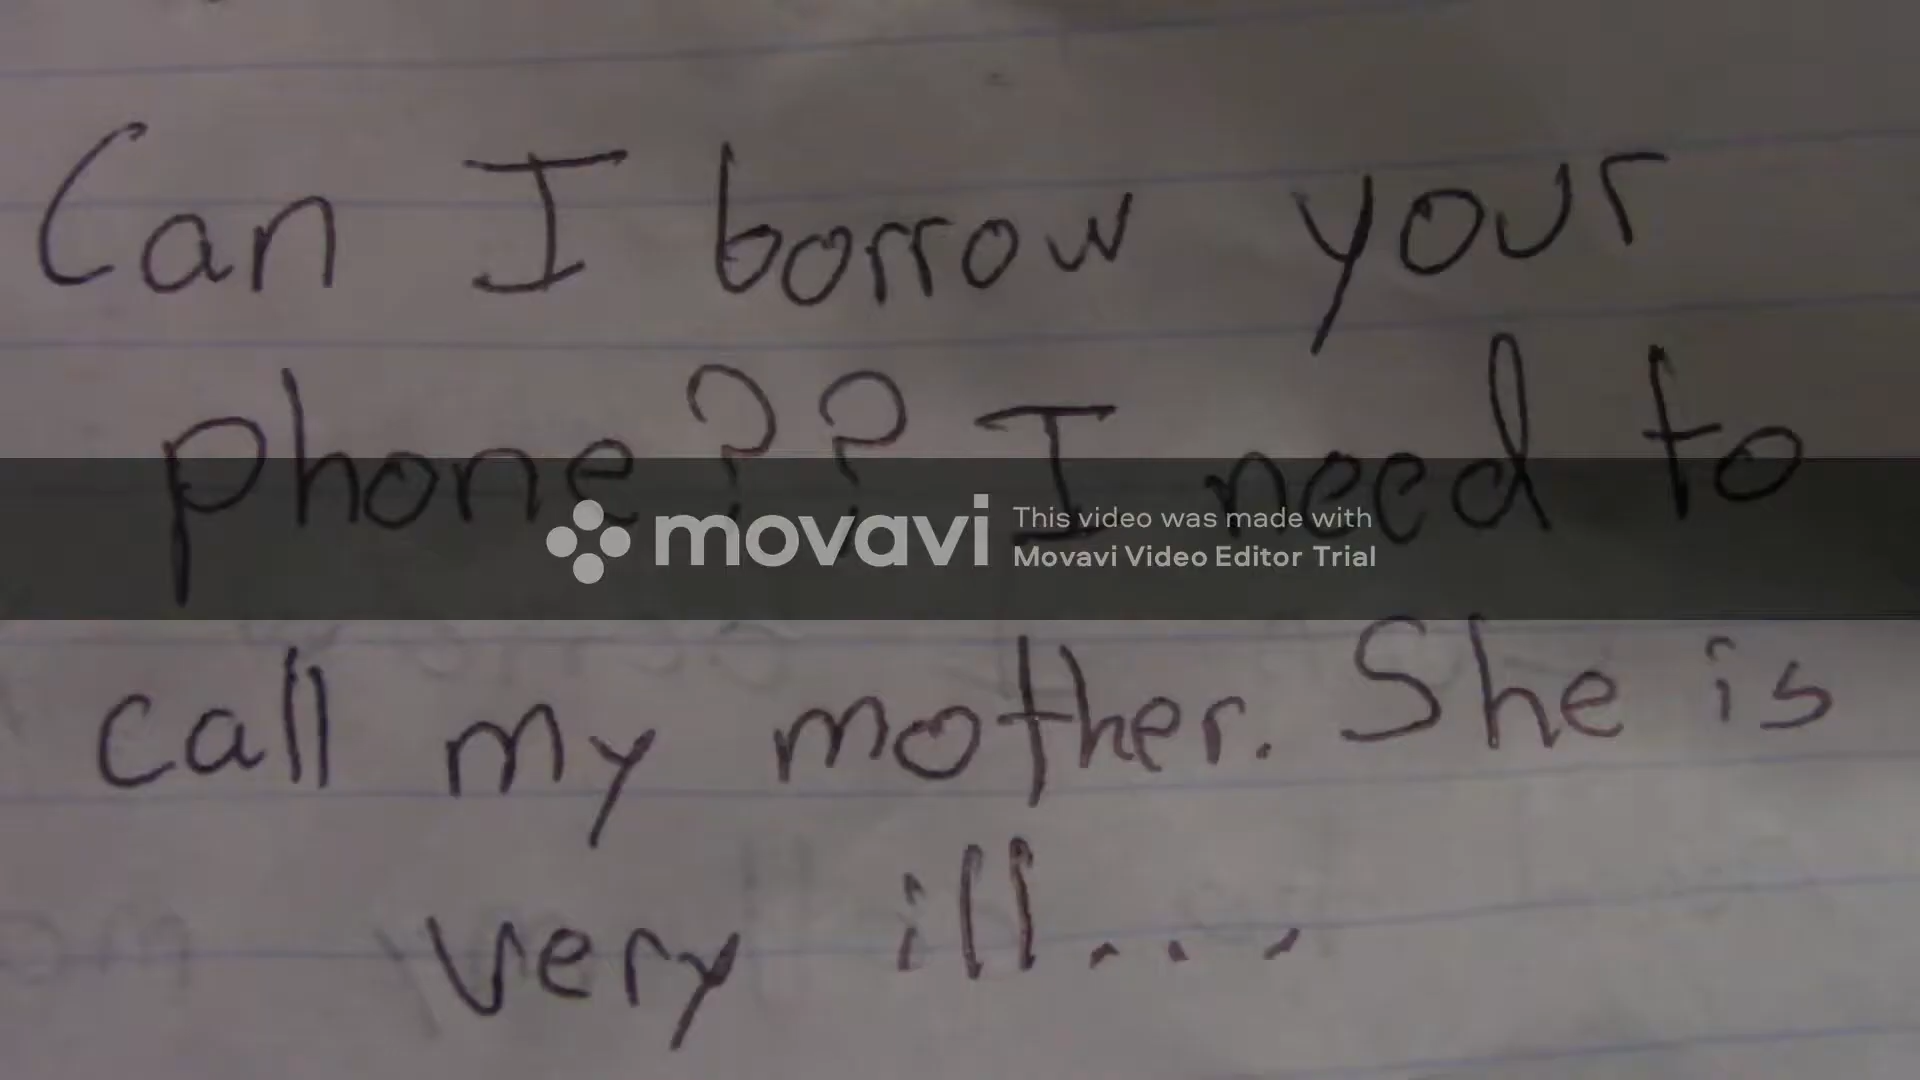 Can I borrow your
phone?? I need to
movavi
This video was made with
Movavi Video Editor Trial
call my mother. She is
very ill...